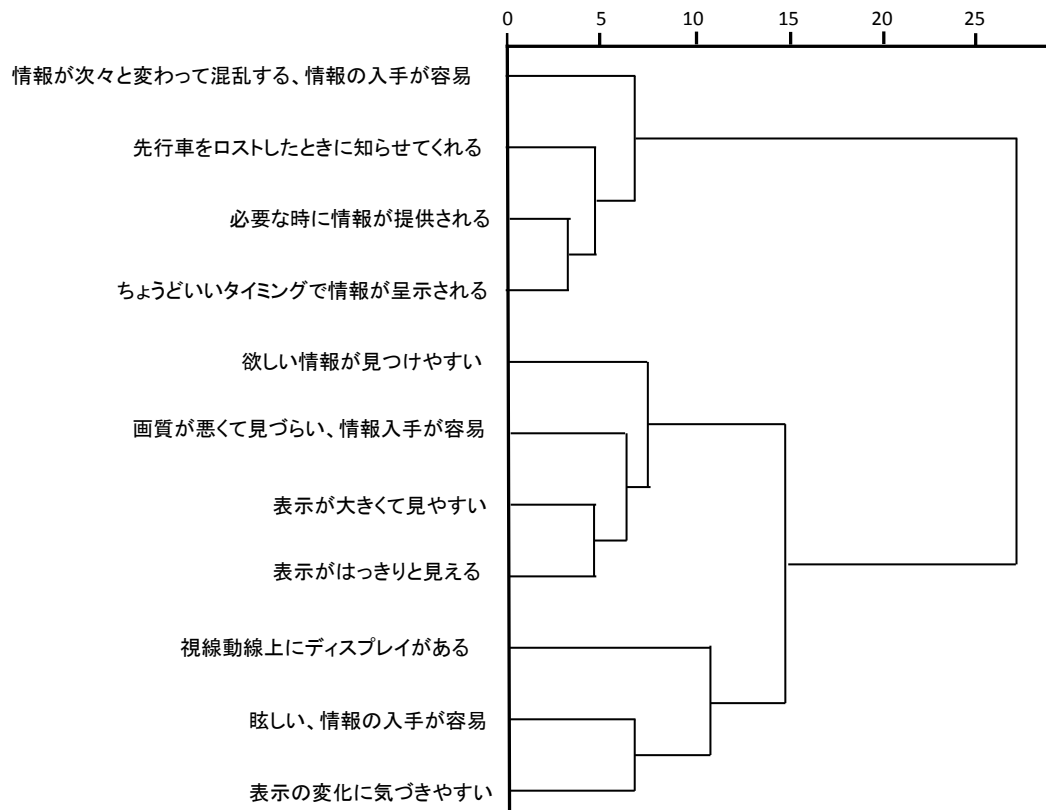 0 5 10 15 20 25
情報が次々と変わって混乱する、情報の入手が容易
先行車をロストしたときに知らせてくれる
必要な時に情報が提供される
ちょうどいいタイミングで情報が呈示される
欲しい情報が見つけやすい
画質が悪くて見づらい、情報入手が容易
表示が大きくて見やすい
表示がはっきりと見える
視線動線上にディスプレイがある
眩しい、情報の入手が容易
表示の変化に気づきやすい